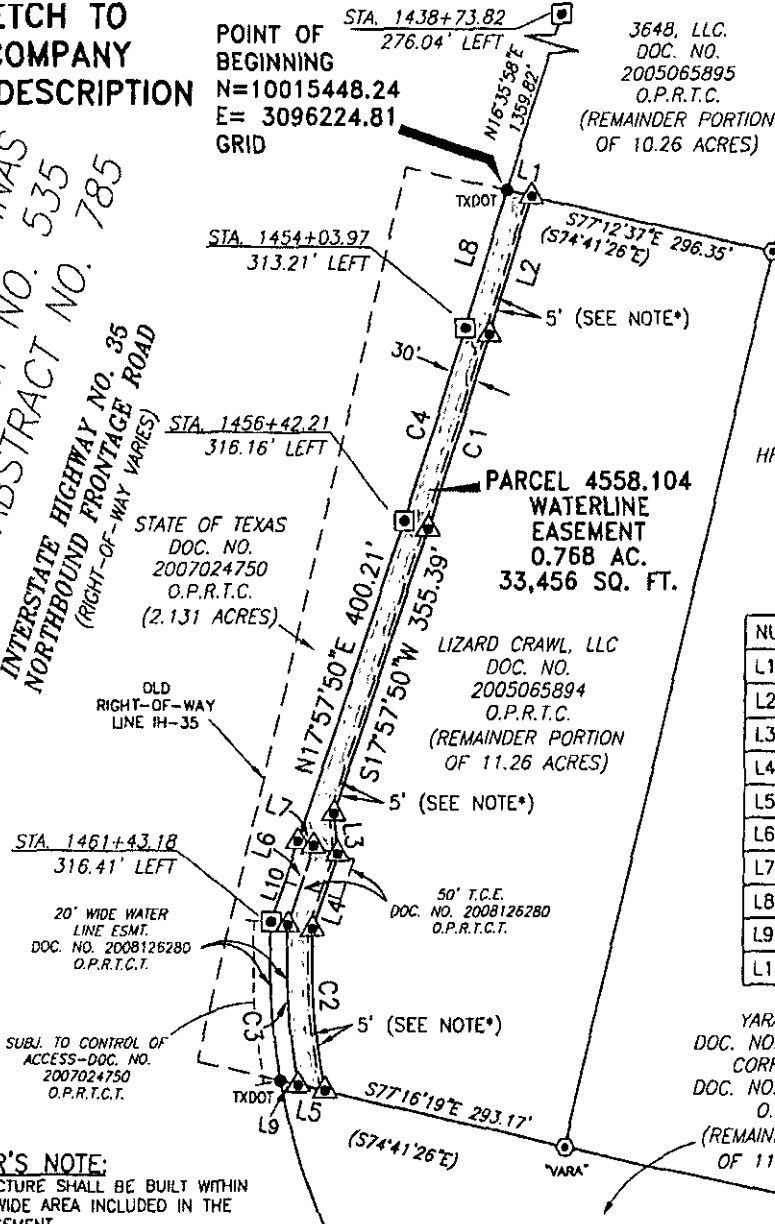 ETCH TO
COMPANY
DESCRIPTION
POINT OF
BEGINNING
N=10015448.24
E= 3096224.81
GRID
STA. 1438+73.82
276.04' LEFT
N16°35'58"E
1359.82'
3648, LLC.
DOC. NO.
2005065895
O.P.R.T.C.
(REMAINDER PORTION
OF 10.26 ACRES)
NAS
NO. 535
ABSTRACT NO. 785
INTERSTATE HIGHWAY NO. 35
NORTHBOUND FRONTAGE ROAD
(RIGHT-OF-WAY VARIES)
TXDOT
L1
S77°12'37"E 296.35'
(S74°41'26"E)
STA. 1454+03.97
313.21' LEFT
L8
L2
5' (SEE NOTE*)
30'
C4
C1
STA. 1456+42.21
316.16' LEFT
PARCEL 4558.104
WATERLINE
EASEMENT
0.768 AC.
33,456 SQ. FT.
STATE OF TEXAS
DOC. NO.
2007024750
O.P.R.T.C.
(2.131 ACRES)
N17°57'50"E 400.21'
S17°57'50"W 355.39'
LIZARD CRAWL, LLC
DOC. NO.
2005065894
O.P.R.T.C.
(REMAINDER PORTION
OF 11.26 ACRES)
OLD
RIGHT-OF-WAY
LINE IH-35
5' (SEE NOTE*)
L7
L3
L6
STA. 1461+43.18
316.41' LEFT
L10
L4
50' T.C.E.
DOC. NO. 2008126280
O.P.R.T.C.T.
20' WIDE WATER
LINE ESMT.
DOC. NO. 2008126280
O.P.R.T.C.T.
C3
C2
5' (SEE NOTE*)
SUBJ. TO CONTROL OF
ACCESS-DOC. NO.
2007024750
O.P.R.T.C.T.
TXDOT
L9
L5
S77°16'19"E 293.17'
(S74°41'26"E)
"VARA"
L1
L2
L3
L4
L5
L6
L7
L8
L9
L1
YAR
DOC. NO.
CORR
DOC. NO.
O.
(REMAIN
OF 11
R'S NOTE:
CTURE SHALL BE BUILT WITHIN
WIDE AREA INCLUDED IN THE